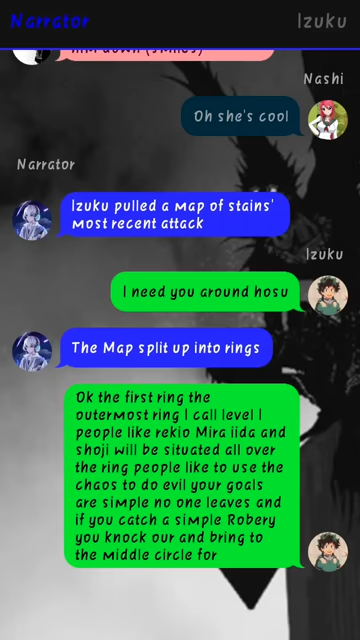 Narrator
Izuku
him down (smiles)
Nashi
Oh she's cool
Narrator
Izuku pulled a map of stains'
most recent attack
Izuku
I need you around hosu
The Map split up into rings
Ok the first ring the
outermost ring I call level 1
people like rekio Mira iida and
shoji will be situated all over
the ring people like to use the
chaos to do evil your goals
are simple no one leaves and
if you catch a simple Robery
you knock our and bring to
the middle circle for